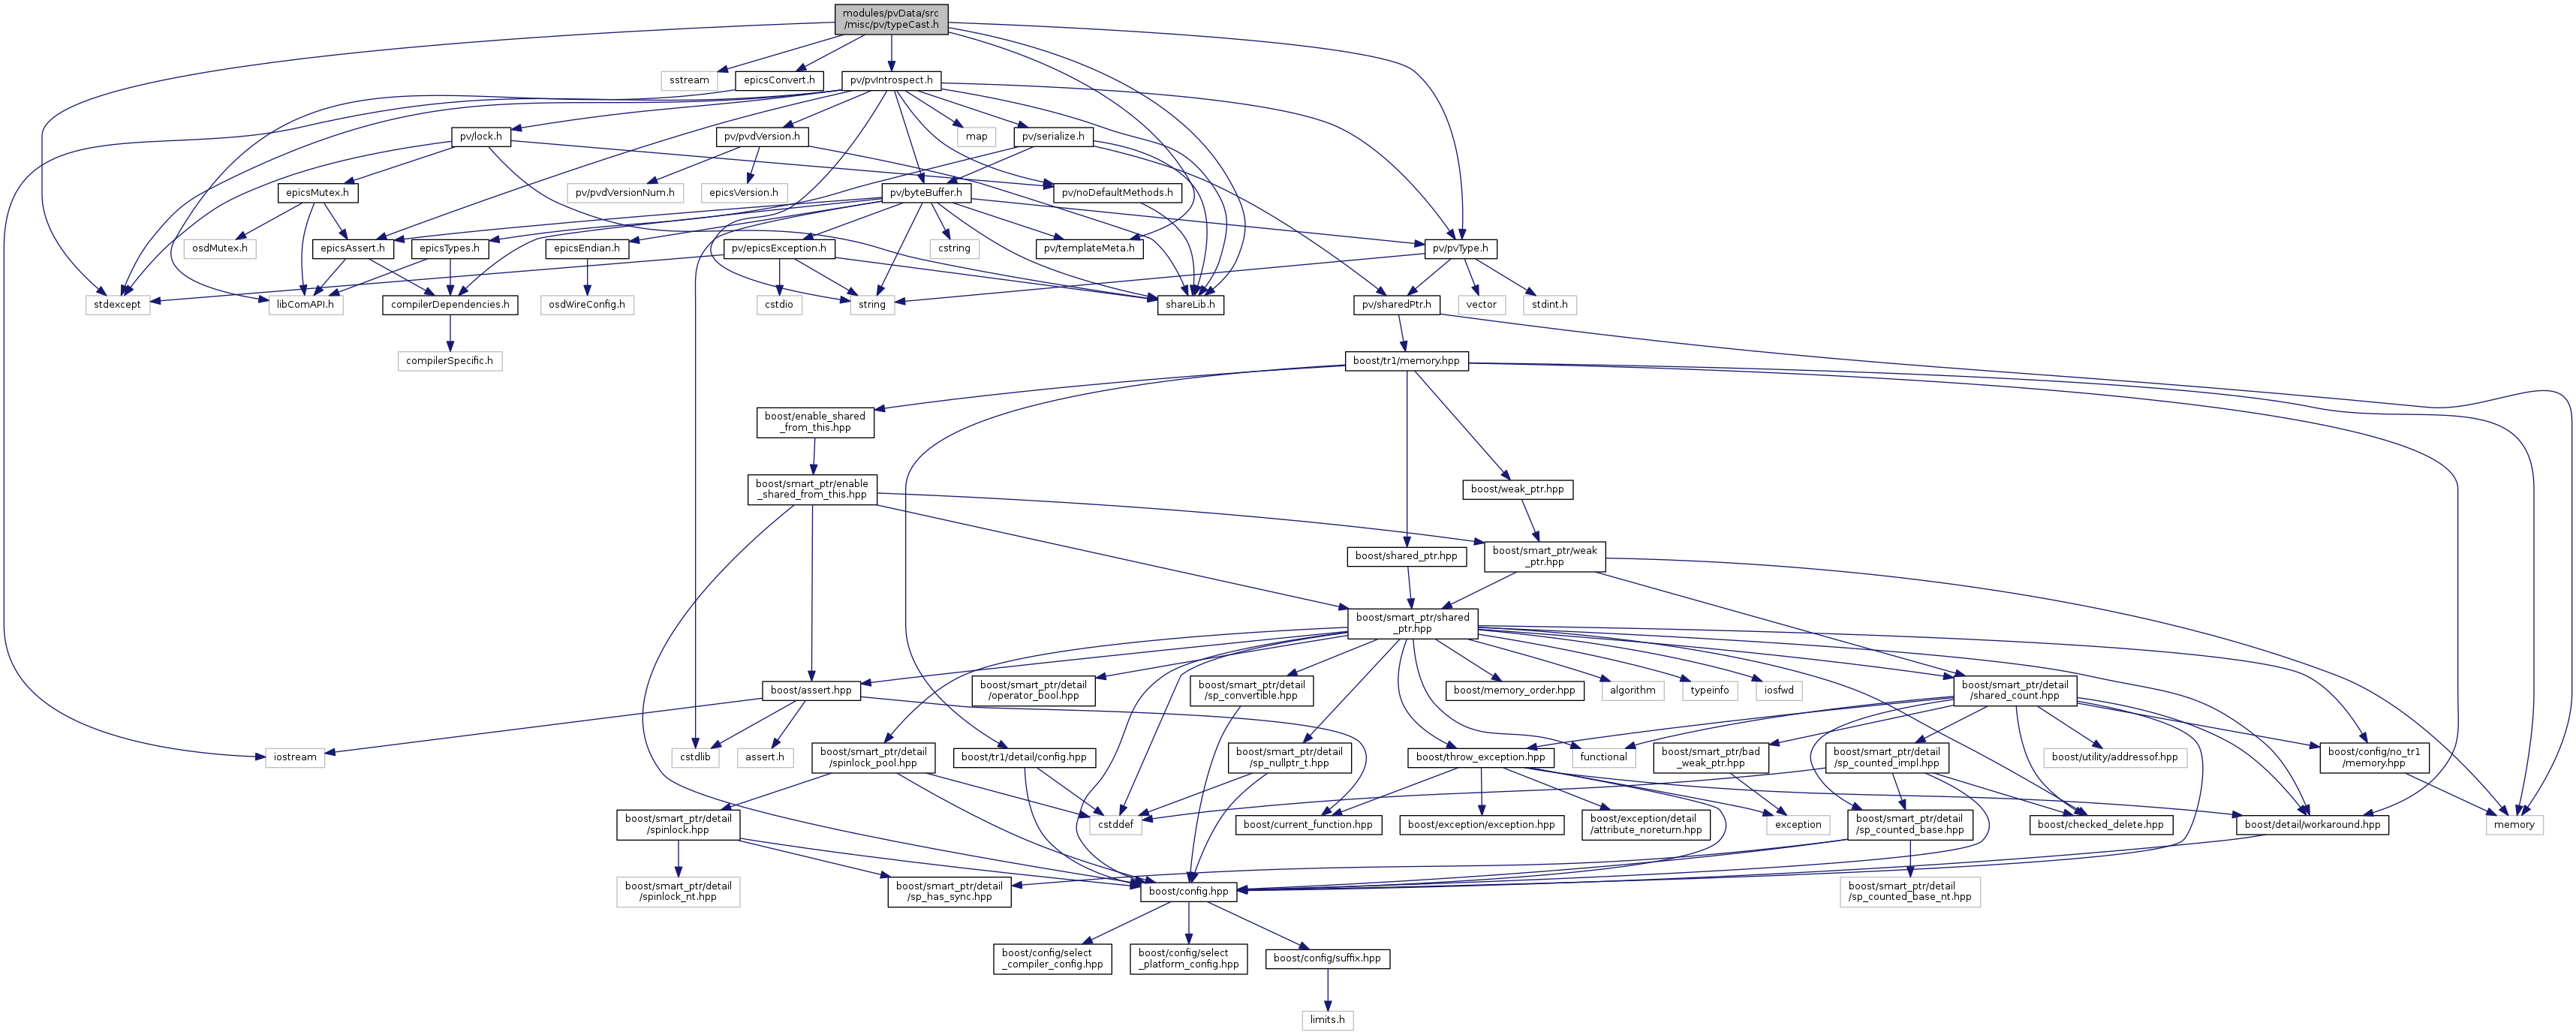 modules/pvData/src
/misc/pv/typeCast.h
sstream
epicsConvert.h
pv/pvIntrospect.h
pv/lock.h
pv/pvdVersion.h
map
pv/serialize.h
epicsMutex.h
pv/pvdVersionNum.h
epicsVersion.h
pv/byteBuffer.h
pv/noDefaultMethods.h
osdMutex.h
epicsAssert.h
epicsTypes.h
epicsEndian.h
pv/epicsException.h
cstring
pv/templateMeta.h
pv/pvType.h
stdexcept
libComAPI.h
compilerDependencies.h
osdWireConfig.h
cstdio
string
shareLib.h
pv/sharedPtr.h
vector
stdint.h
compilerSpecific.h
boost/tr1/memory.hpp
boost/enable_shared
_from_this.hpp
boost/smart_ptr/enable
_shared_from_this.hpp
boost/weak_ptr.hpp
boost/shared_ptr.hpp
boost/smart_ptr/weak
_ptr.hpp
boost/smart_ptr/shared
_ptr.hpp
boost/assert.hpp
boost/smart_ptr/detail
/operator_bool.hpp
boost/smart_ptr/detail
/sp_convertible.hpp
boost/memory_order.hpp
algorithm
typeinfo
iosfwd
boost/smart_ptr/detail
/shared_count.hpp
iostream
cstdlib
assert.h
boost/smart_ptr/detail
/spinlock_pool.hpp
boost/tr1/detail/config.hpp
boost/smart_ptr/detail
/sp_nullptr_t.hpp
boost/throw_exception.hpp
functional
boost/smart_ptr/bad
_weak_ptr.hpp
boost/smart_ptr/detail
/sp_counted_impl.hpp
boost/utility/addressof.hpp
boost/config/no_tr1
/memory.hpp
boost/smart_ptr/detail
/spinlock.hpp
cstddef
boost/current_function.hpp
boost/exception/exception.hpp
boost/exception/detail
/attribute_noreturn.hpp
exception
boost/smart_ptr/detail
/sp_counted_base.hpp
boost/checked_delete.hpp
boost/detail/workaround.hpp
memory
boost/smart_ptr/detail
/spinlock_nt.hpp
boost/smart_ptr/detail
/sp_has_sync.hpp
boost/config.hpp
boost/smart_ptr/detail
/sp_counted_base_nt.hpp
boost/config/select
_compiler_config.hpp
boost/config/select
_platform_config.hpp
boost/config/suffix.hpp
limits.h